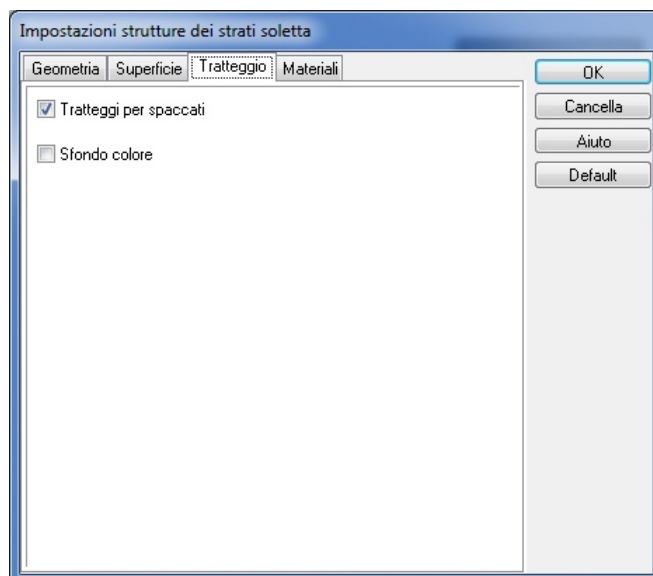 Impostazioni strutture dei strati soletta
Geometria Superficie Tratteggio Materiali
Tratteggi per spaccati
Sfondo colore
OK
Cancella
Aiuto
Default